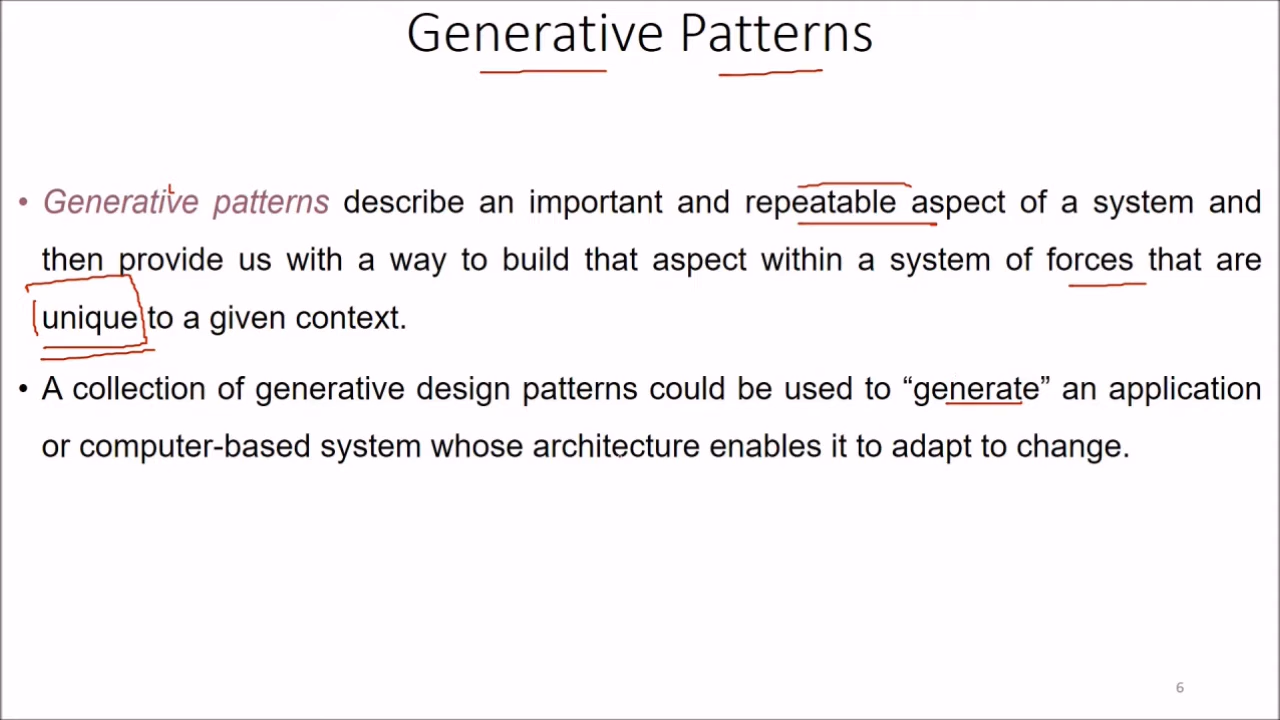 Generative Patterns
• Generative patterns describe an important and repeatable aspect of a system and
then provide us with a way to build that aspect within a system of forces that are
unique to a given context.
• A collection of generative design patterns could be used to “generate” an application
or computer-based system whose architecture enables it to adapt to change.
6